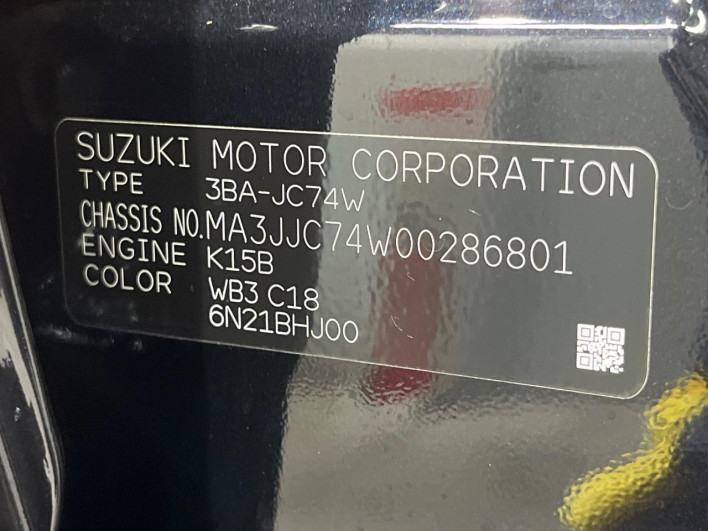 SUZUKI MOTOR CORPORATION
TYPE 3BA-JC74W
CHASSIS NO. MA3JJC74W00286801
ENGINE K15B
COLOR WB3 C18
6N21BHJ00